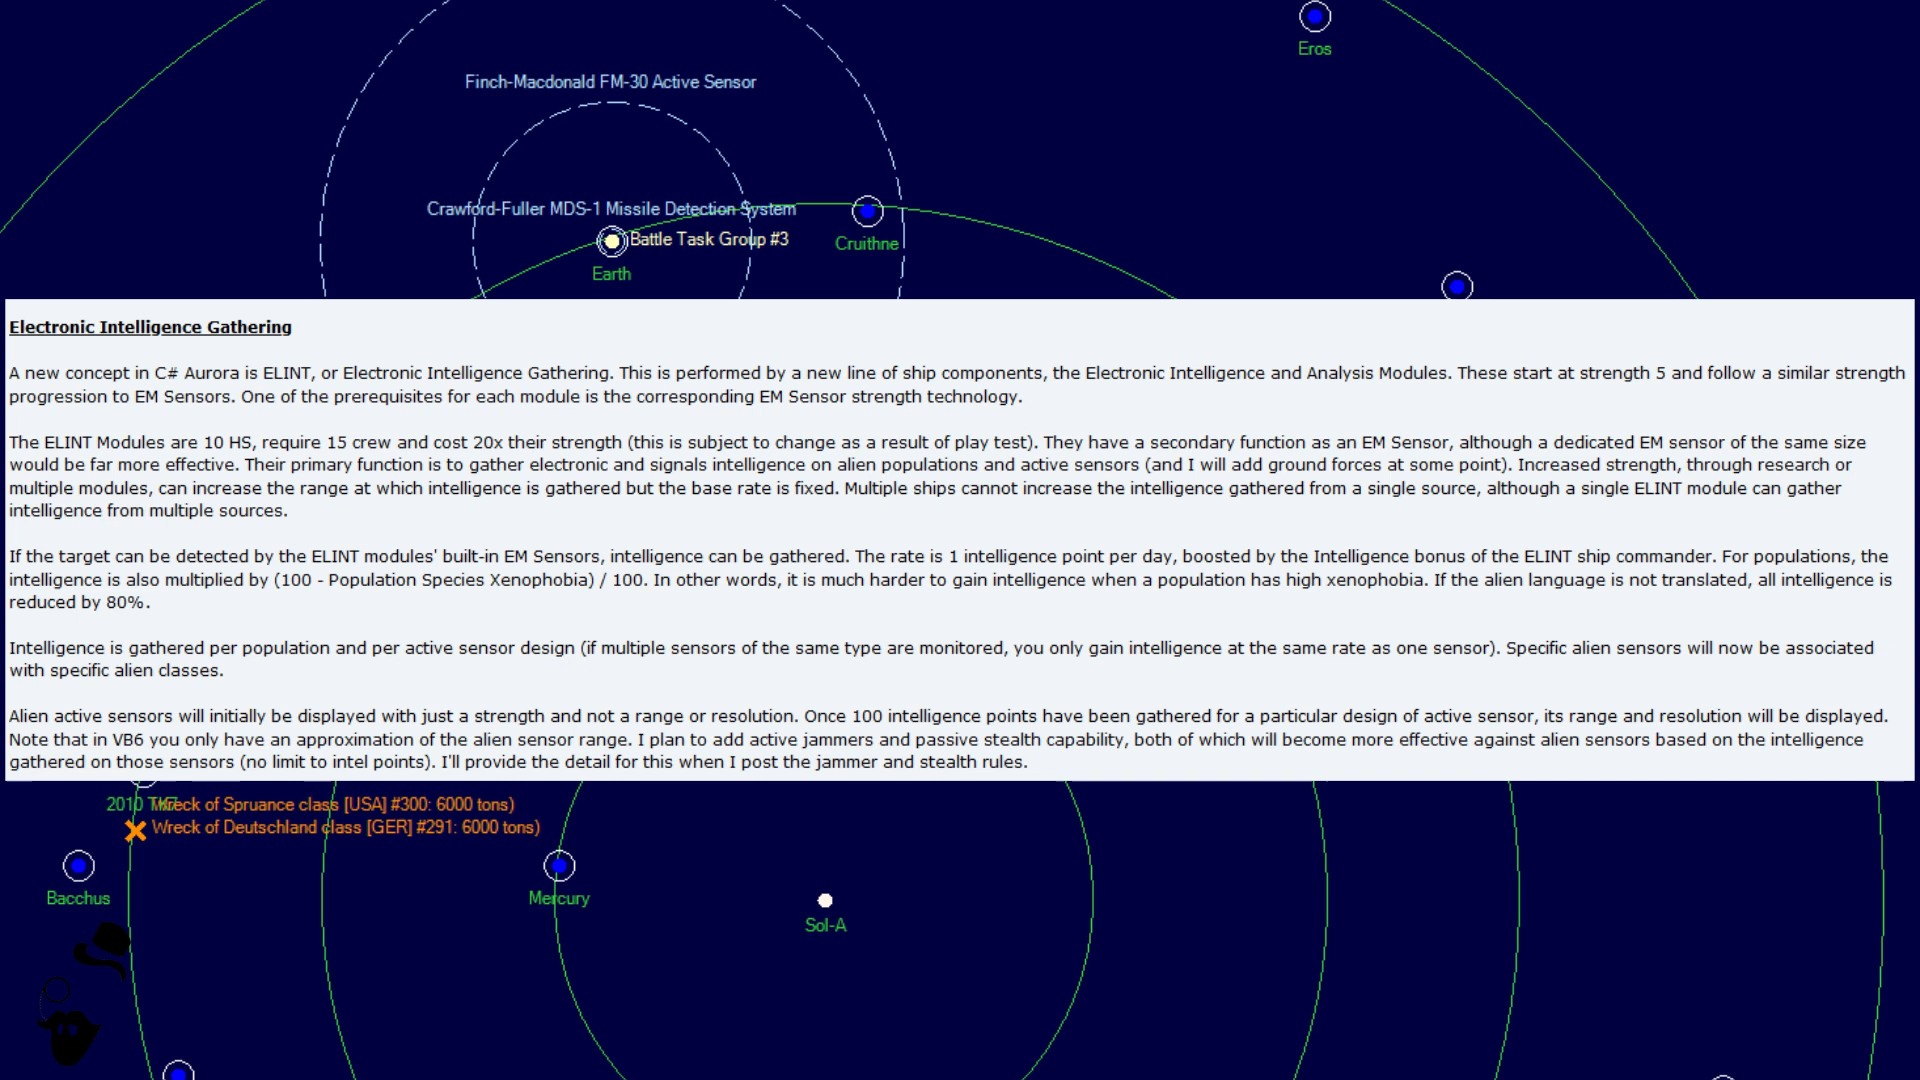 Eros
Finch-Macdonald FM-30 Active Sensor
Crawford-Fuller MDS-1 Missile Detection System
Battle Task Group #3
Cruithne
Earth
Electronic Intelligence Gathering
A new concept in C# Aurora is ELINT, or Electronic Intelligence Gathering. This is performed by a new line of ship components, the Electronic Intelligence and Analysis Modules. These start at strength 5 and follow a similar strength
progression to EM Sensors. One of the prerequisites for each module is the corresponding EM Sensor strength technology.
The ELINT Modules are 10 HS, require 15 crew and cost 20x their strength (this is subject to change as a result of play test). They have a secondary function as an EM Sensor, although a dedicated EM sensor of the same size
would be far more effective. Their primary function is to gather electronic and signals intelligence on alien populations and active sensors (and I will add ground forces at some point). Increased strength, through research or
multiple modules, can increase the range at which intelligence is gathered but the base rate is fixed. Multiple ships cannot increase the intelligence gathered from a single source, although a single ELINT module can gather
intelligence from multiple sources.
If the target can be detected by the ELINT modules' built-in EM Sensors, intelligence can be gathered. The rate is 1 intelligence point per day, boosted by the Intelligence bonus of the ELINT ship commander. For populations, the
intelligence is also multiplied by (100 - Population Species Xenophobia) / 100. In other words, it is much harder to gain intelligence when a population has high xenophobia. If the alien language is not translated, all intelligence is
reduced by 80%.
Intelligence is gathered per population and per active sensor design (if multiple sensors of the same type are monitored, you only gain intelligence at the same rate as one sensor). Specific alien sensors will now be associated
with specific alien classes.
Alien active sensors will initially be displayed with just a strength and not a range or resolution. Once 100 intelligence points have been gathered for a particular design of active sensor, its range and resolution will be displayed.
Note that in VB6 you only have an approximation of the alien sensor range. I plan to add active jammers and passive stealth capability, both of which will become more effective against alien sensors based on the intelligence
gathered on those sensors (no limit to intel points). I'll provide the detail for this when I post the jammer and stealth rules.
2010
Wreck of Spruance class [USA] #300: 6000 tons)
Wreck of Deutschland class [GER] #291: 6000 tons)
Bacchus
Mercury
Sol-A